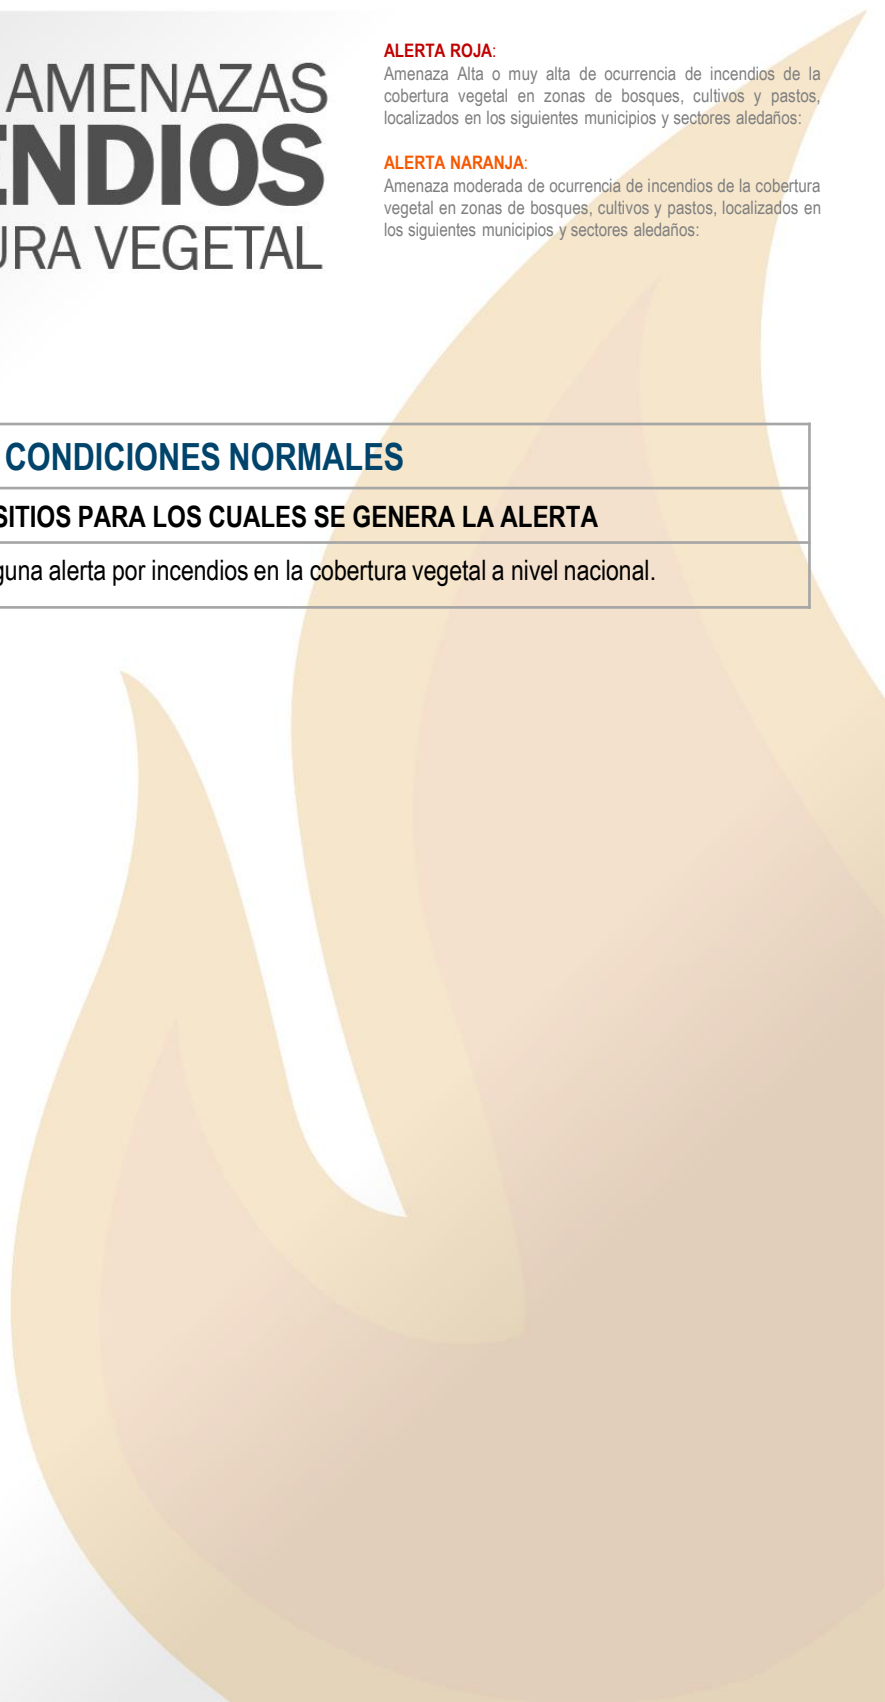 AMENAZAS
ENDIOS
URA VEGETAL
ALERTA ROJA:
Amenaza Alta o muy alta de ocurrencia de incendios de la
cobertura vegetal en zonas de bosques, cultivos y pastos,
localizados en los siguientes municipios y sectores aledaños:
ALERTA NARANJA:
Amenaza moderada de ocurrencia de incendios de la cobertura
vegetal en zonas de bosques, cultivos y pastos, localizados en
los siguientes municipios y sectores aledaños:
CONDICIONES NORMALES
SITIOS PARA LOS CUALES SE GENERA LA ALERTA
guna alerta por incendios en la cobertura vegetal a nivel nacional.